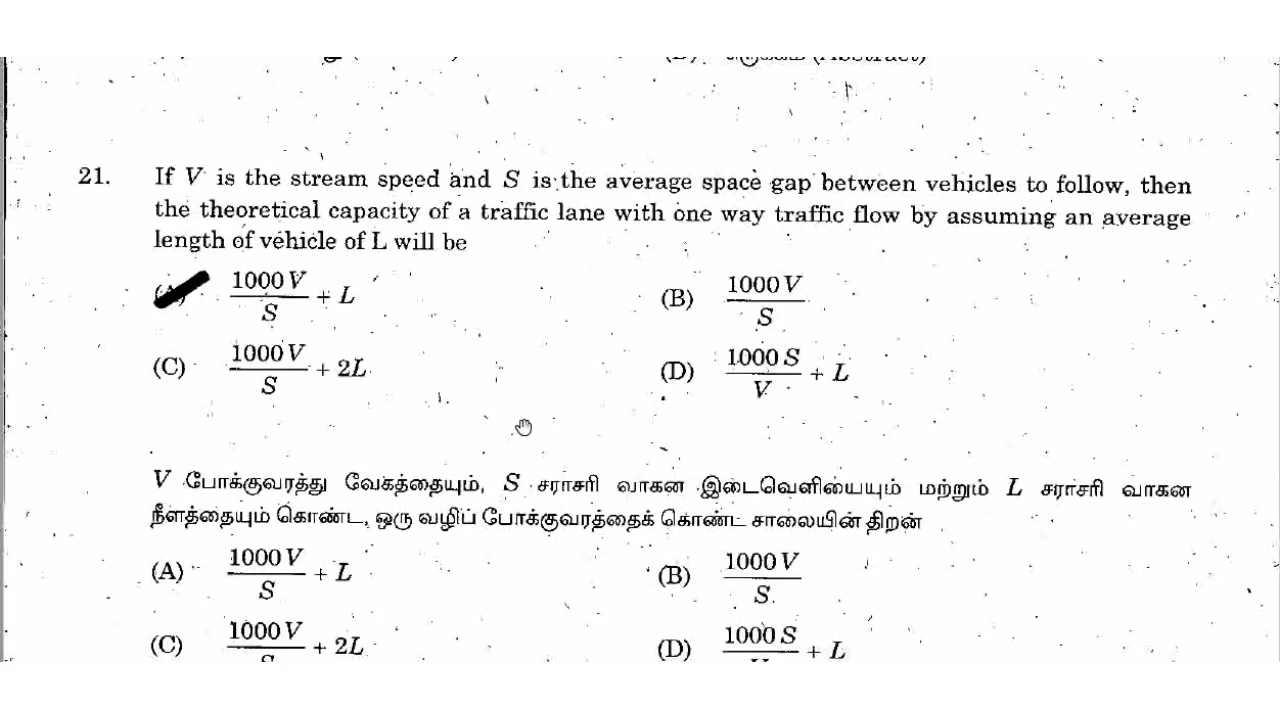 21. If V is the stream speed and S is the average space gap between vehicles to follow, then
the theoretical capacity of a traffic lane with one way traffic flow by assuming an average
length of vehicle of L will be
(A) 1000 V / S + L (B) 1000 V / S
(C) 1000 V / S + 2L (D) 1000 S / V + L
V போக்குவரத்து வேகத்தையும், S சராசரி வாகன இடைவெளியையும் மற்றும் L சராசரி வாகன
நீளத்தையும் கொண்ட, ஒரு வழிப் போக்குவரத்தைக் கொண்ட சாலையின் திறன்
(A) 1000 V / S + L (B) 1000 V / S
(C) 1000 V / S + 2L (D) 1000 S / V + L